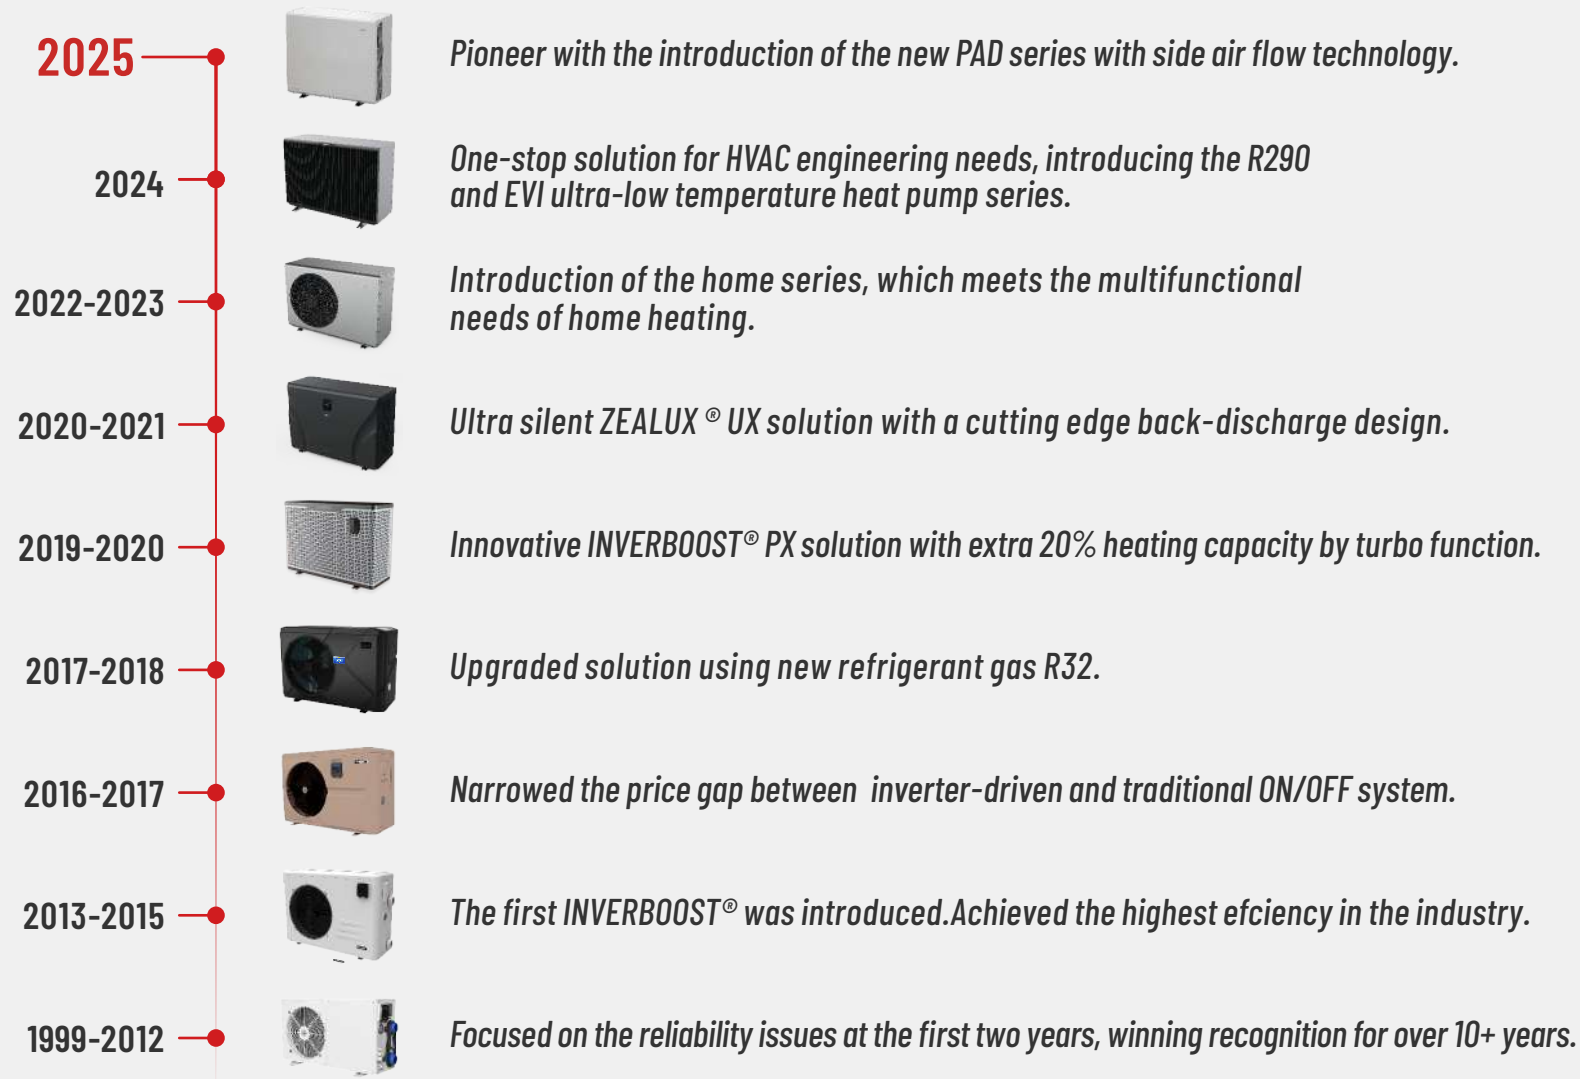 2025
Pioneer with the introduction of the new PAD series with side air flow technology.
2024
One-stop solution for HVAC engineering needs, introducing the R290
and EVI ultra-low temperature heat pump series.
2022-2023
Introduction of the home series, which meets the multifunctional
needs of home heating.
2020-2021
Ultra silent ZEALUX ® UX solution with a cutting edge back-discharge design.
2019-2020
Innovative INVERBOOST® PX solution with extra 20% heating capacity by turbo function.
2017-2018
Upgraded solution using new refrigerant gas R32.
2016-2017
Narrowed the price gap between  inverter-driven and traditional ON/OFF system.
2013-2015
The first INVERBOOST® was introduced.Achieved the highest efciency in the industry.
1999-2012
Focused on the reliability issues at the first two years, winning recognition for over 10+ years.